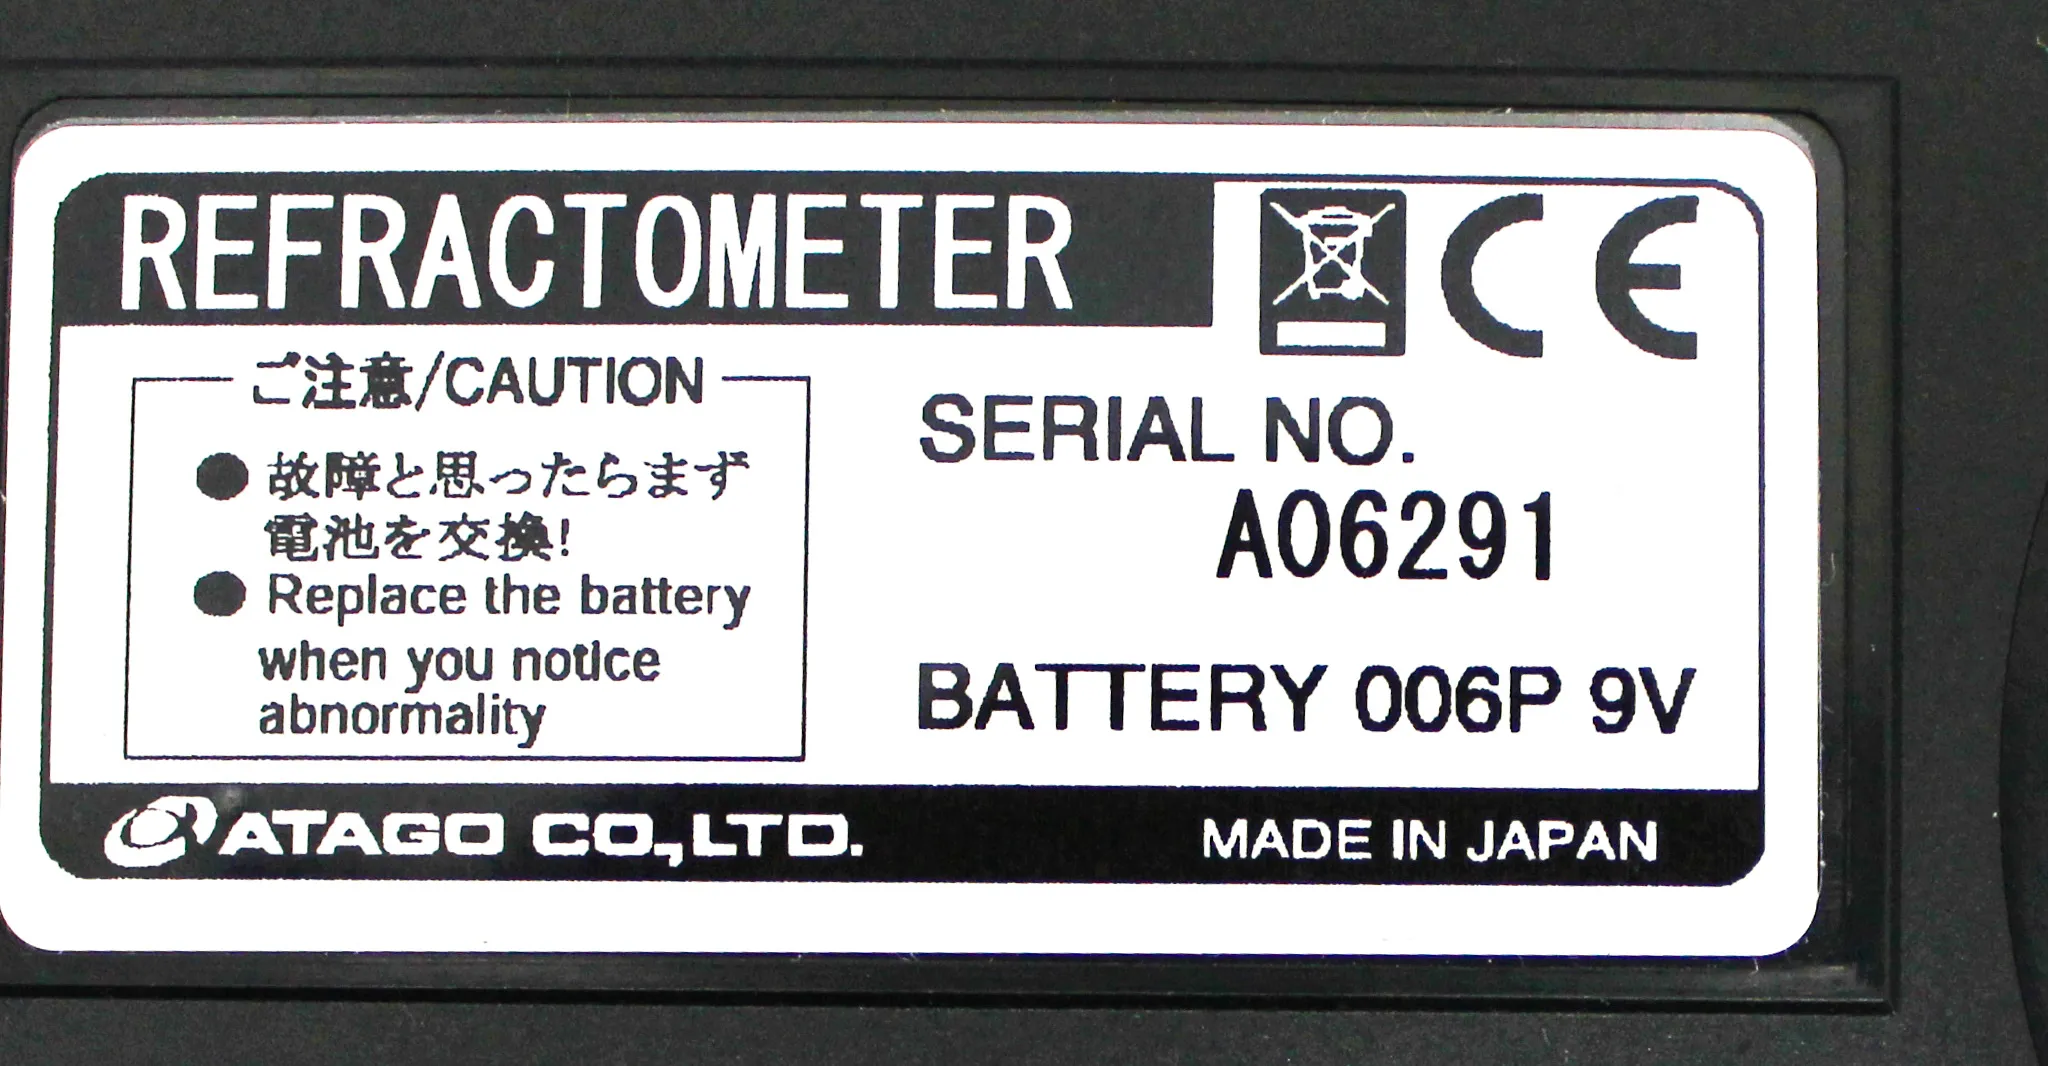 REFRACTOMETER
CE
ご注意/CAUTION
● 故障と思ったらまず
電池を交換!
● Replace the battery
when you notice
abnormality
SERIAL NO.
A06291
BATTERY 006P 9V
ATAGO CO.,LTD.
MADE IN JAPAN